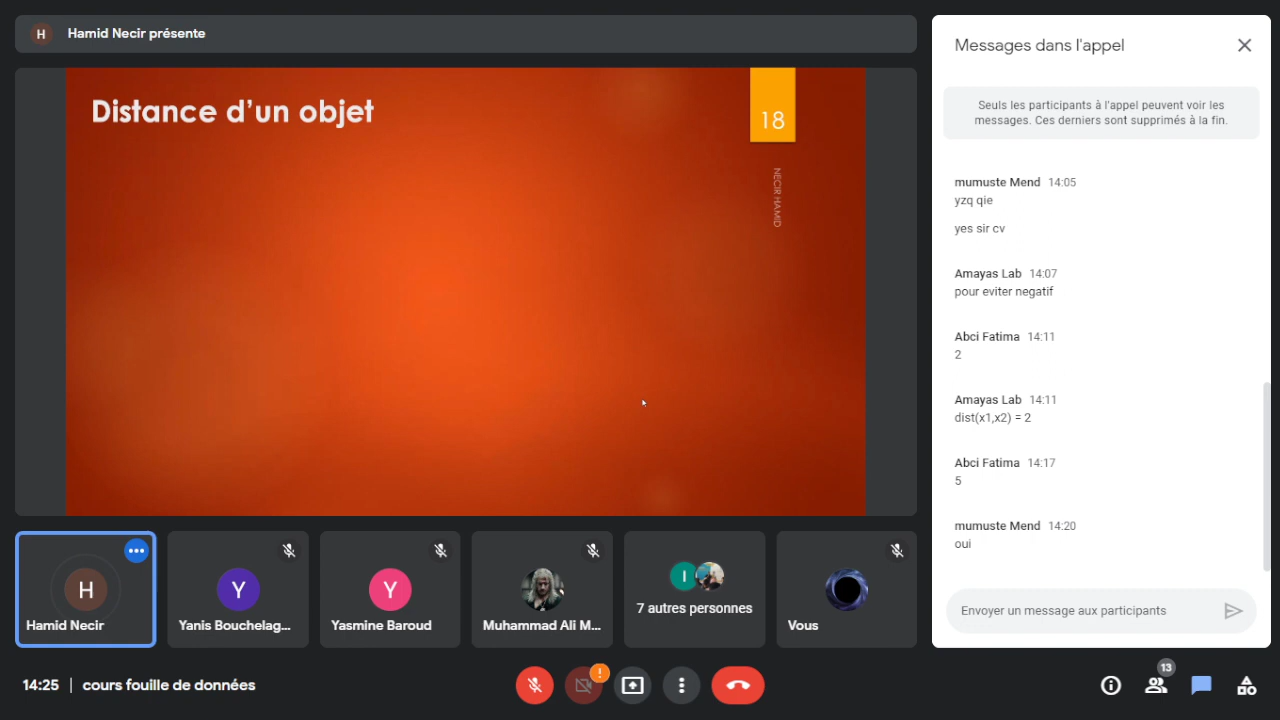 H Hamid Necir présente
Distance d'un objet
18
NECIR HAMID
H
Hamid Necir
Y
Yanis Bouchelag...
Y
Yasmine Baroud
Muhammad Ali M...
I
7 autres personnes
Vous
14:25 | cours fouille de données
!
13
Messages dans l'appel
Seuls les participants à l'appel peuvent voir les
messages. Ces derniers sont supprimés à la fin.
mumuste Mend 14:05
yzq qie
yes sir cv
Amayas Lab 14:07
pour eviter negatif
Abci Fatima 14:11
2
Amayas Lab 14:11
dist(x1,x2) = 2
Abci Fatima 14:17
5
mumuste Mend 14:20
oui
Envoyer un message aux participants